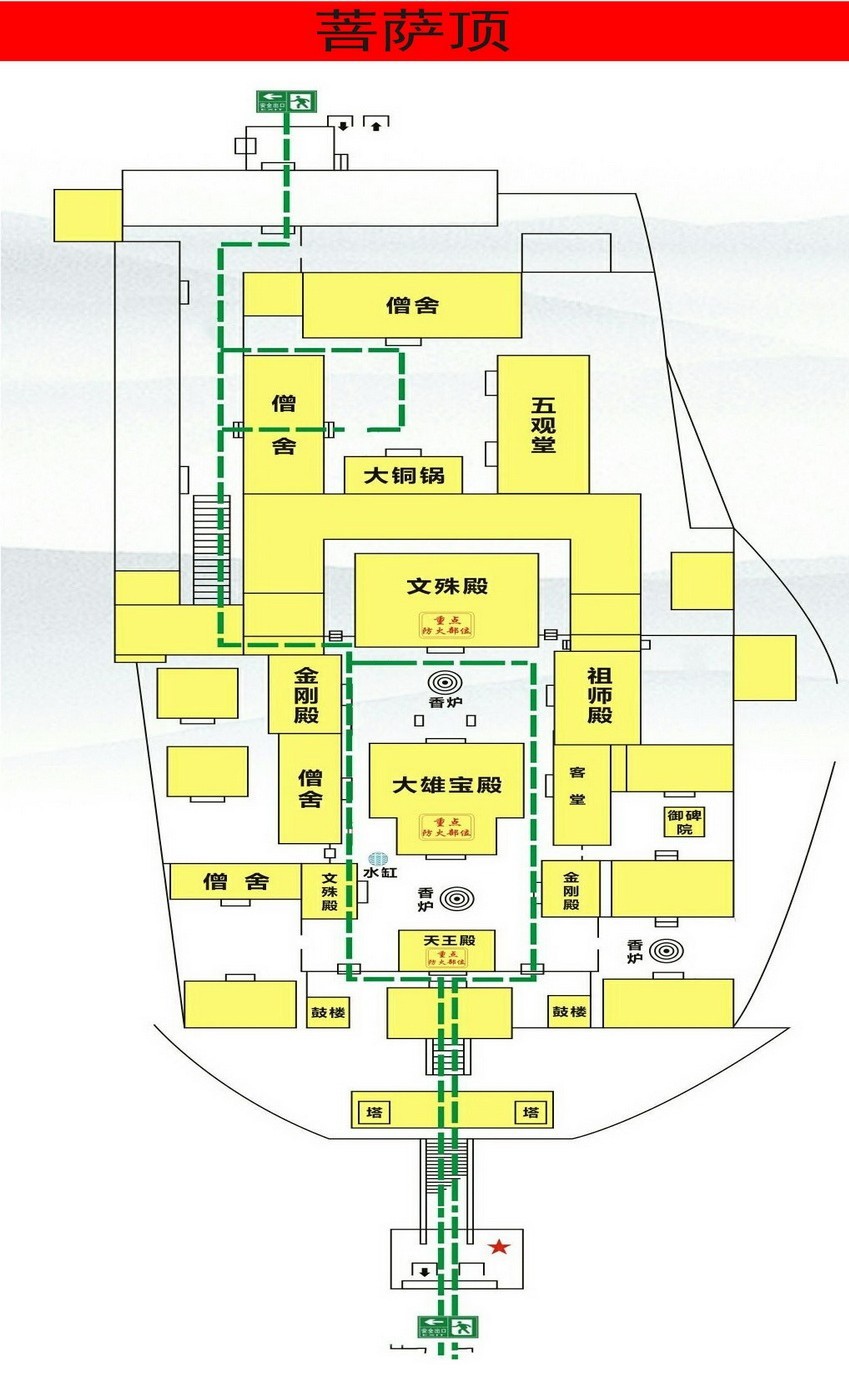 菩萨顶
安全出口
EXIT
僧舍
僧舍
五观堂
大铜锅
文殊殿
重点
防火部位
金刚殿
香炉
祖师殿
僧舍
大雄宝殿
重点
防火部位
客堂
御碑院
水缸
僧舍
文殊殿
香炉
金刚殿
天王殿
重点
防火部位
香炉
鼓楼
鼓楼
塔
塔
安全出口
EXIT